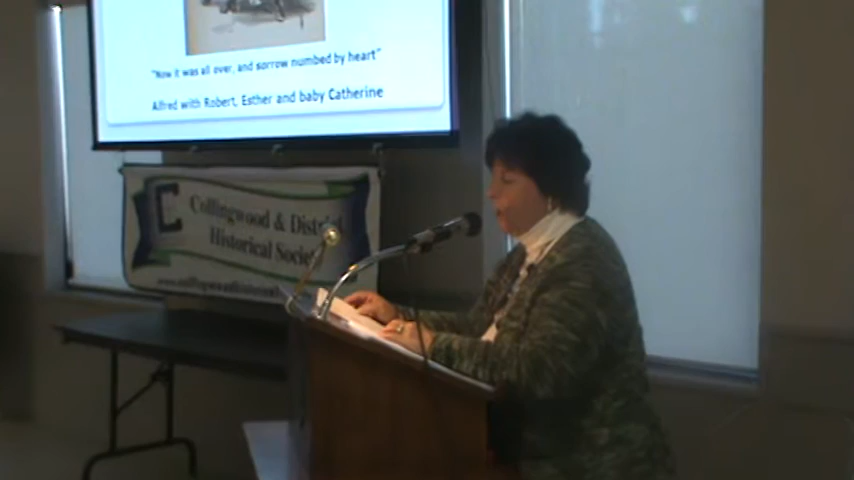 "Now it was all over, and sorrow numbed by heart"
Alfred with Robert, Esther and baby Catherine
C
Collingwood & District
Historical Society